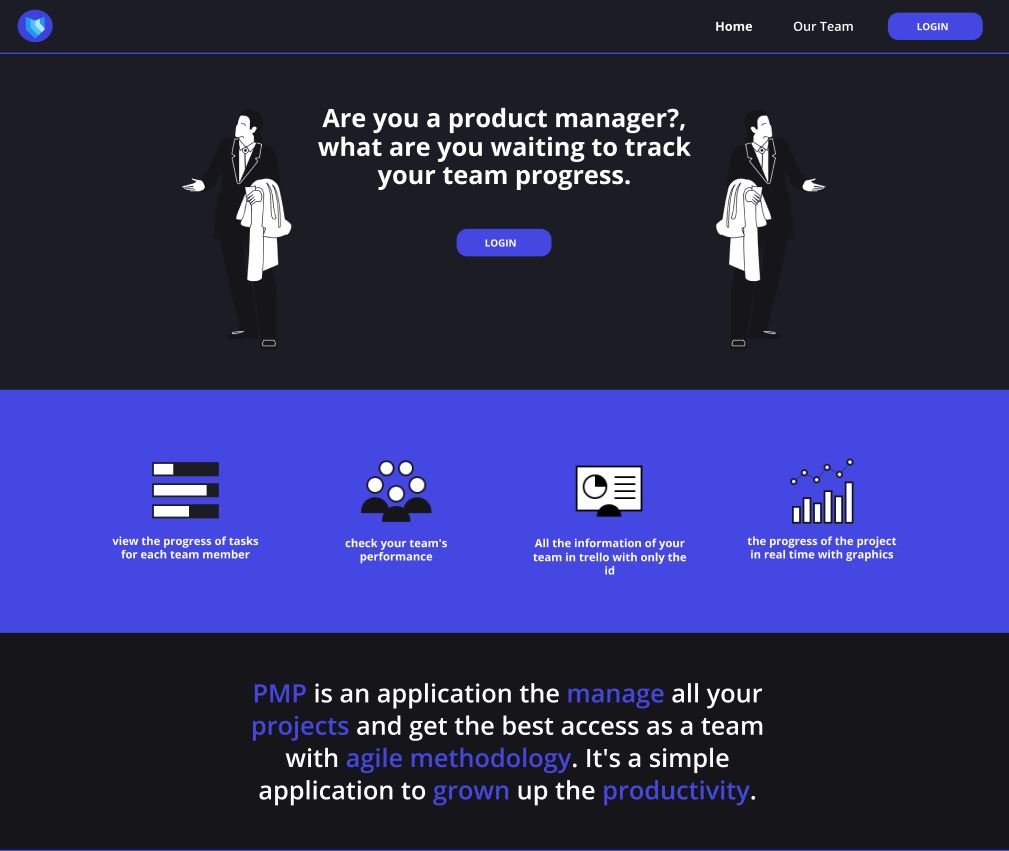 Home
Our Team
LOGIN
Are you a product manager?,
what are you waiting to track
your team progress.
LOGIN
view the progress of tasks
for each team member
check your team's
performance
All the information of your
team in trello with only the
id
the progress of the project
in real time with graphics
PMP is an application the manage all your
projects and get the best access as a team
with agile methodology. It's a simple
application to grown up the productivity.